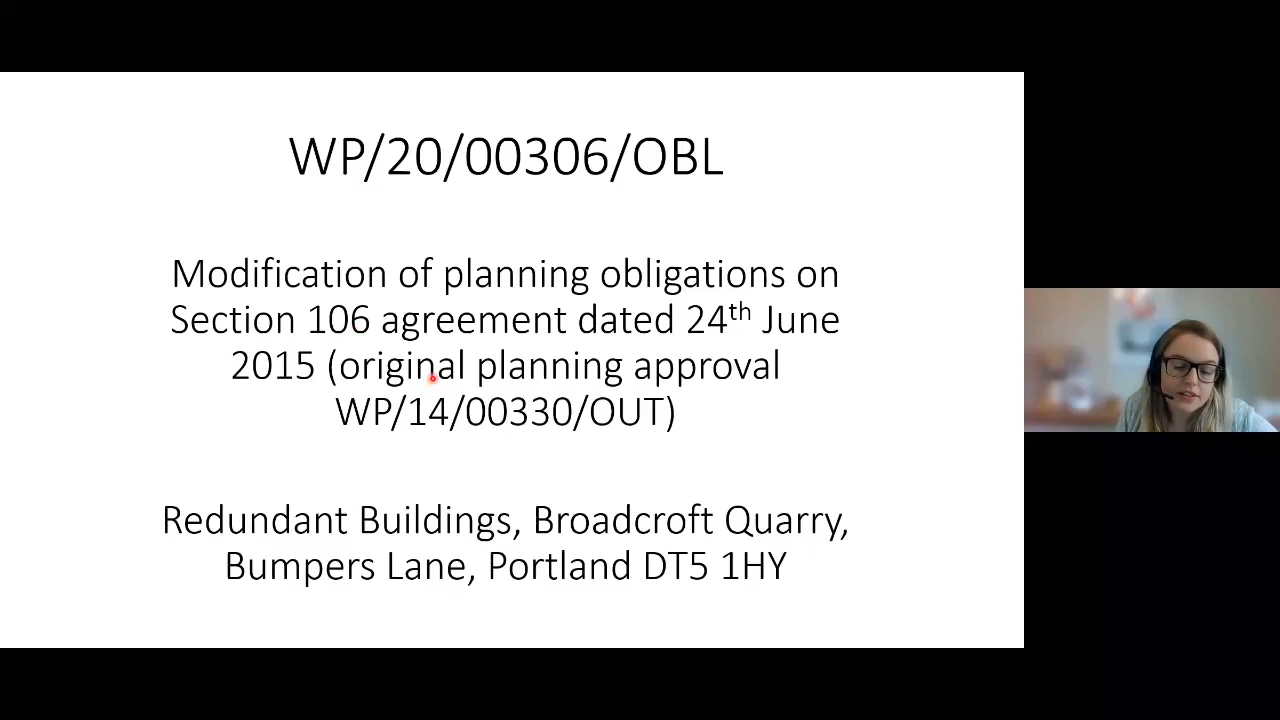 WP/20/00306/OBL
Modification of planning obligations on
Section 106 agreement dated 24th June
2015 (original planning approval
WP/14/00330/OUT)
Redundant Buildings, Broadcroft Quarry,
Bumpers Lane, Portland DT5 1HY